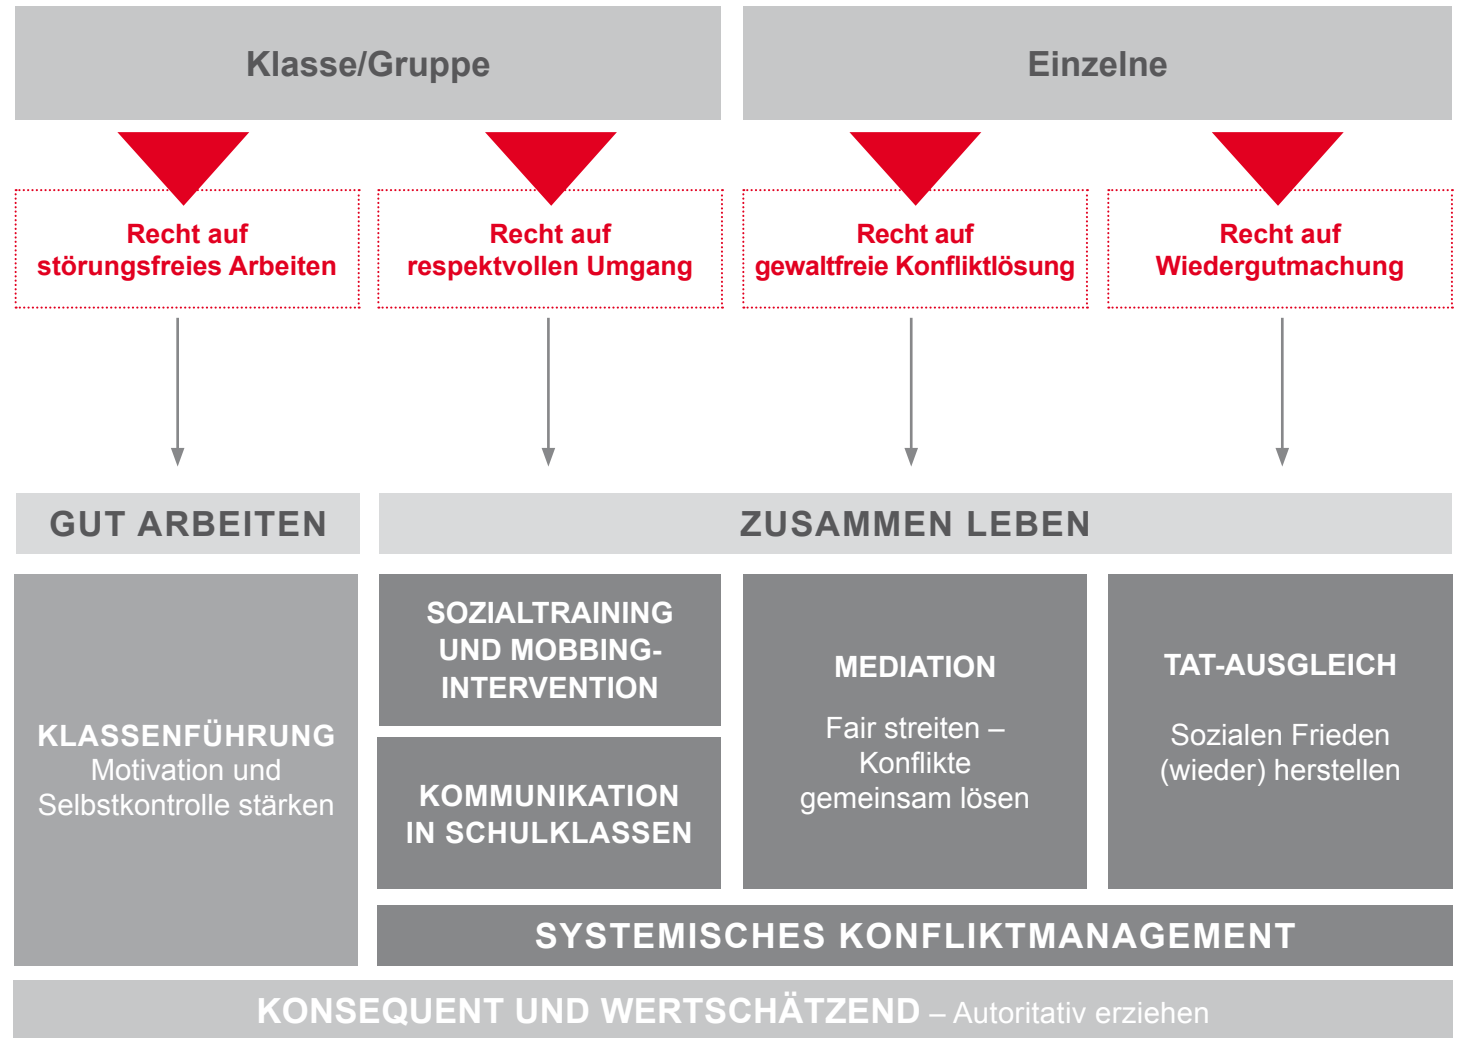 Klasse/Gruppe
Einzelne
Recht auf
störungsfreies Arbeiten
Recht auf
respektvollen Umgang
Recht auf
gewaltfreie Konfliktlösung
Recht auf
Wiedergutmachung
GUT ARBEITEN
ZUSAMMEN LEBEN
KLASSENFÜHRUNG
Motivation und
Selbstkontrolle stärken
SOZIALTRAINING
UND MOBBING-
INTERVENTION
KOMMUNIKATION
IN SCHULKLASSEN
MEDIATION
Fair streiten –
Konflikte
gemeinsam lösen
TAT-AUSGLEICH
Sozialen Frieden
(wieder) herstellen
SYSTEMISCHES KONFLIKTMANAGEMENT
KONSEQUENT UND WERTSCHÄTZEND – Autoritativ erziehen